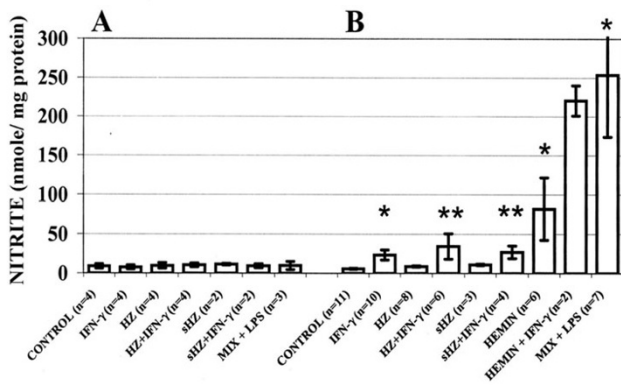 A B
*
300
250
200
150
100
50
0
*
* ** **
NITRITE (nmole/ mg protein)
CONTROL (n=4)
IFN-γ (n=4)
HZ (n=4)
HZ+IFN-γ (n=4)
sHZ (n=2)
sHZ+IFN-γ (n=2)
MIX + LPS (n=3)
CONTROL (n=11)
IFN-γ (n=10)
HZ (n=8)
HZ+IFN-γ (n=6)
sHZ (n=3)
sHZ+IFN-γ (n=4)
HEMIN (n=6)
HEMIN + IFN-γ (n=2)
MIX + LPS (n=7)